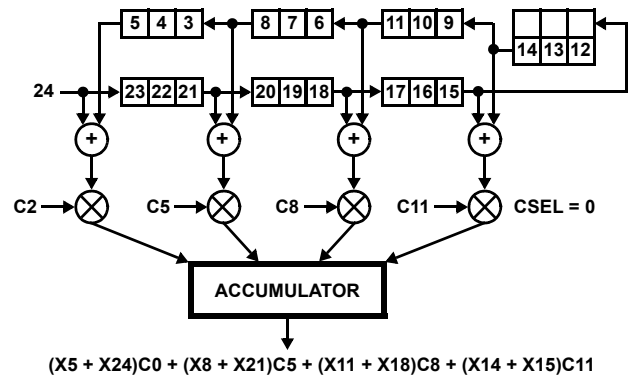 5 4 3 8 7 6 11 10 9
14 13 12
24 23 22 21 20 19 18 17 16 15
+ + + +
C2 C5 C8 C11 CSEL = 0
ACCUMULATOR
(X5 + X24)C0 + (X8 + X21)C5 + (X11 + X18)C8 + (X14 + X15)C11